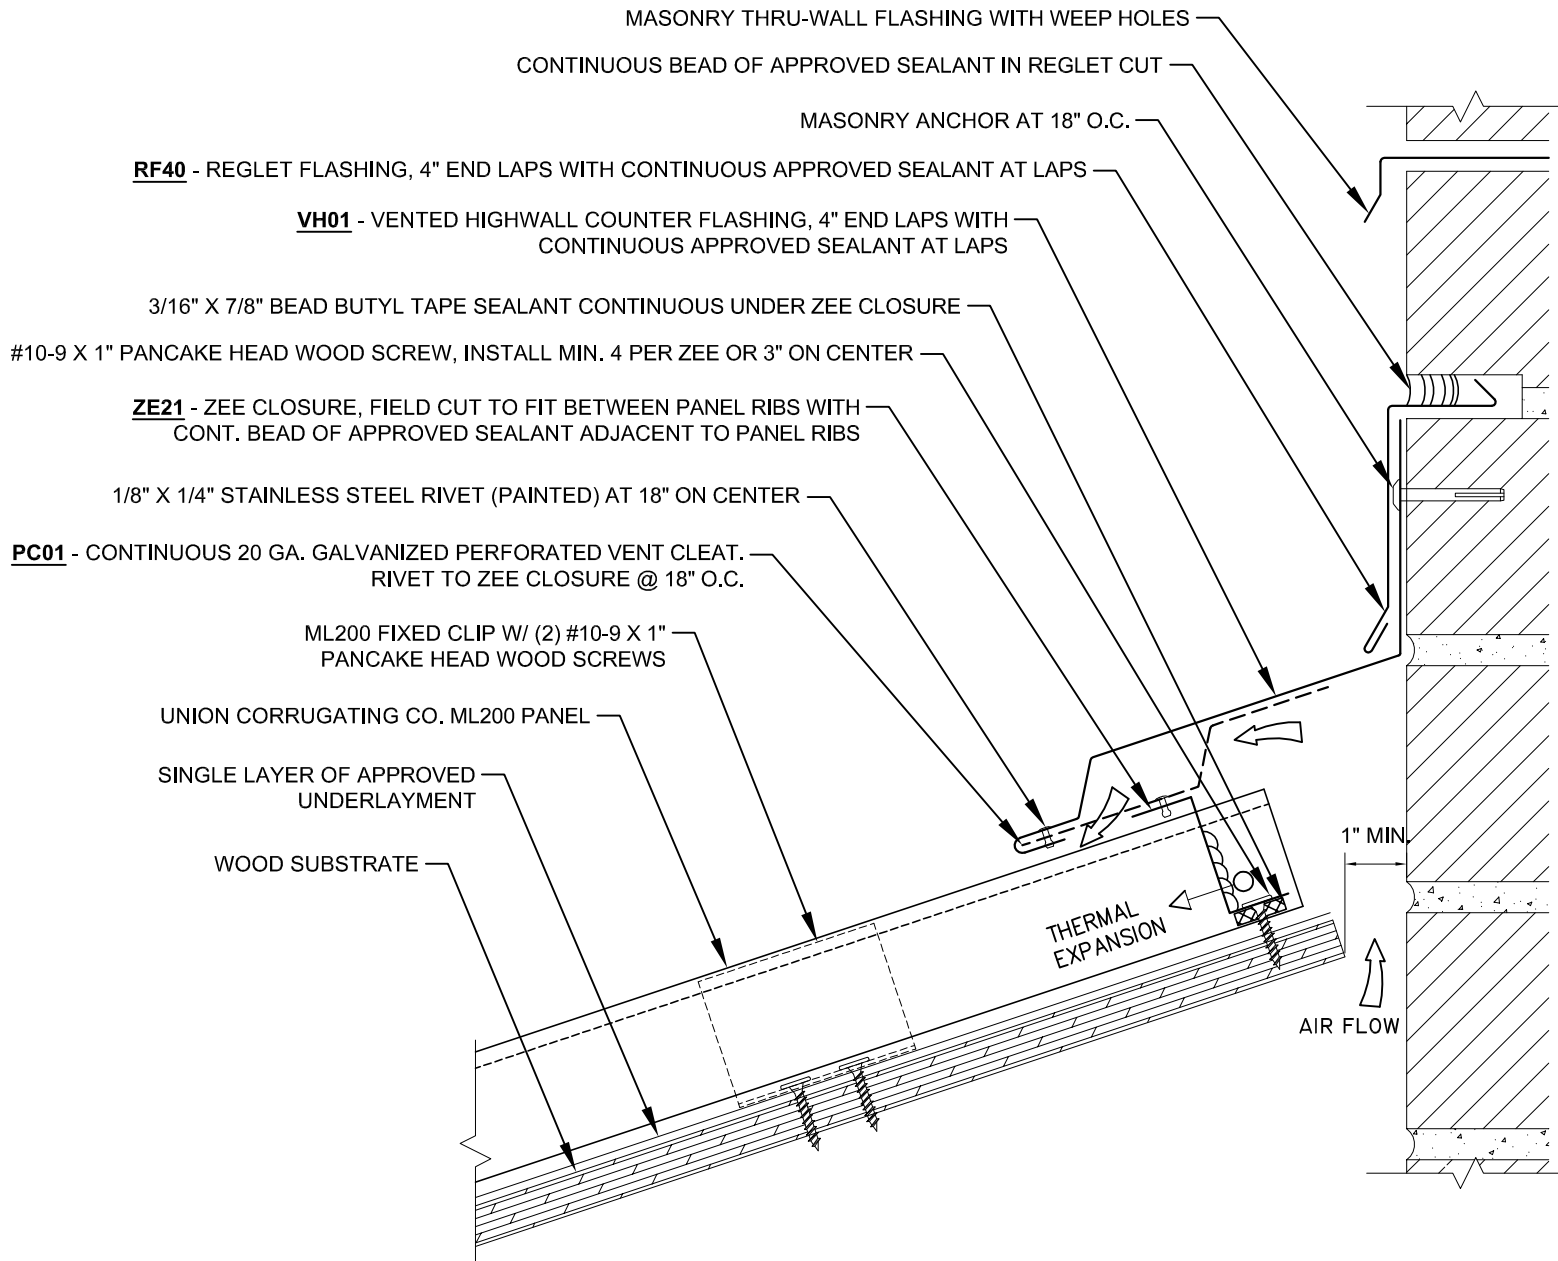 MASONRY THRU-WALL FLASHING WITH WEEP HOLES
CONTINUOUS BEAD OF APPROVED SEALANT IN REGLET CUT
MASONRY ANCHOR AT 18" O.C.
RF40 - REGLET FLASHING, 4" END LAPS WITH CONTINUOUS APPROVED SEALANT AT LAPS
VH01 - VENTED HIGHWALL COUNTER FLASHING, 4" END LAPS WITH
CONTINUOUS APPROVED SEALANT AT LAPS
3/16" X 7/8" BEAD BUTYL TAPE SEALANT CONTINUOUS UNDER ZEE CLOSURE
#10-9 X 1" PANCAKE HEAD WOOD SCREW, INSTALL MIN. 4 PER ZEE OR 3" ON CENTER
ZE21 - ZEE CLOSURE, FIELD CUT TO FIT BETWEEN PANEL RIBS WITH
CONT. BEAD OF APPROVED SEALANT ADJACENT TO PANEL RIBS
1/8" X 1/4" STAINLESS STEEL RIVET (PAINTED) AT 18" ON CENTER
PC01 - CONTINUOUS 20 GA. GALVANIZED PERFORATED VENT CLEAT.
RIVET TO ZEE CLOSURE @ 18" O.C.
ML200 FIXED CLIP W/ (2) #10-9 X 1"
PANCAKE HEAD WOOD SCREWS
UNION CORRUGATING CO. ML200 PANEL
SINGLE LAYER OF APPROVED
UNDERLAYMENT
WOOD SUBSTRATE
1" MIN.
THERMAL
EXPANSION
AIR FLOW